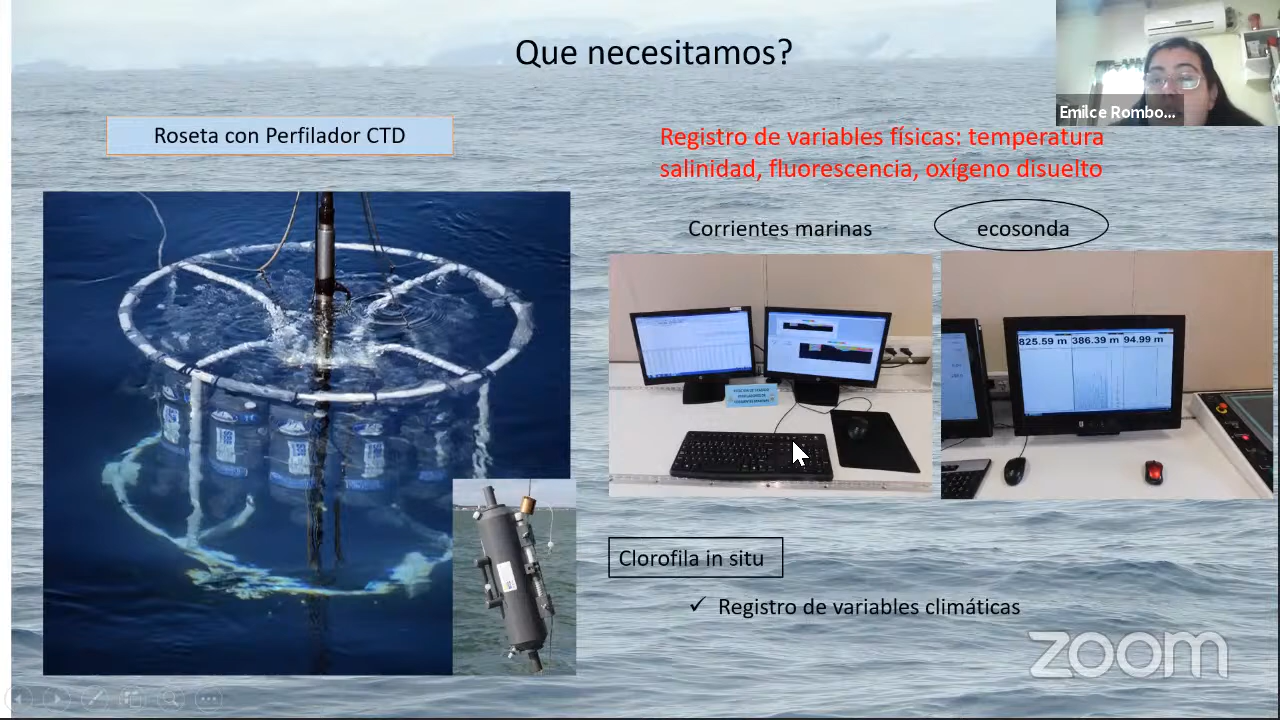 Que necesitamos?
Emilce Rombo...
Roseta con Perfilador CTD
Registro de variables físicas: temperatura
salinidad, fluorescencia, oxígeno disuelto
Corrientes marinas
ecosonda
825.59 m 386.39 m 94.99 m
Clorofila in situ
✓ Registro de variables climáticas
zoom